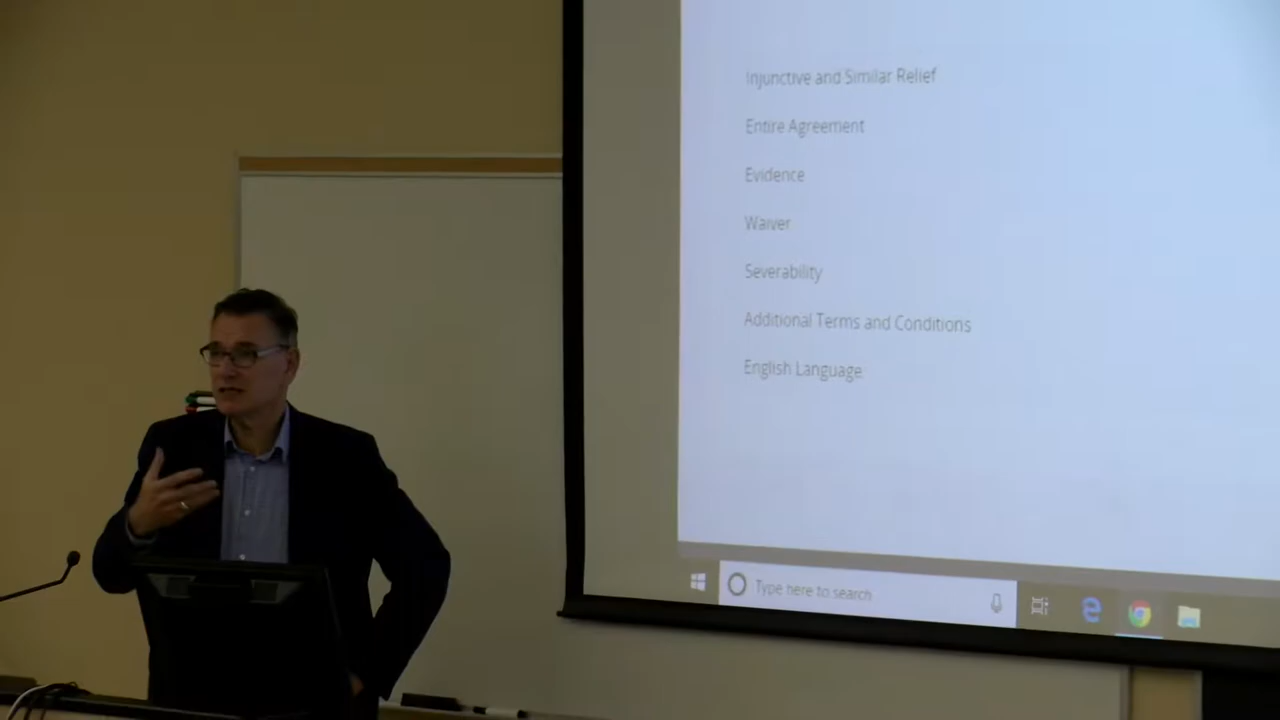 Injunctive and Similar Relief
Entire Agreement
Evidence
Waiver
Severability
Additional Terms and Conditions
English Language
Type here to search